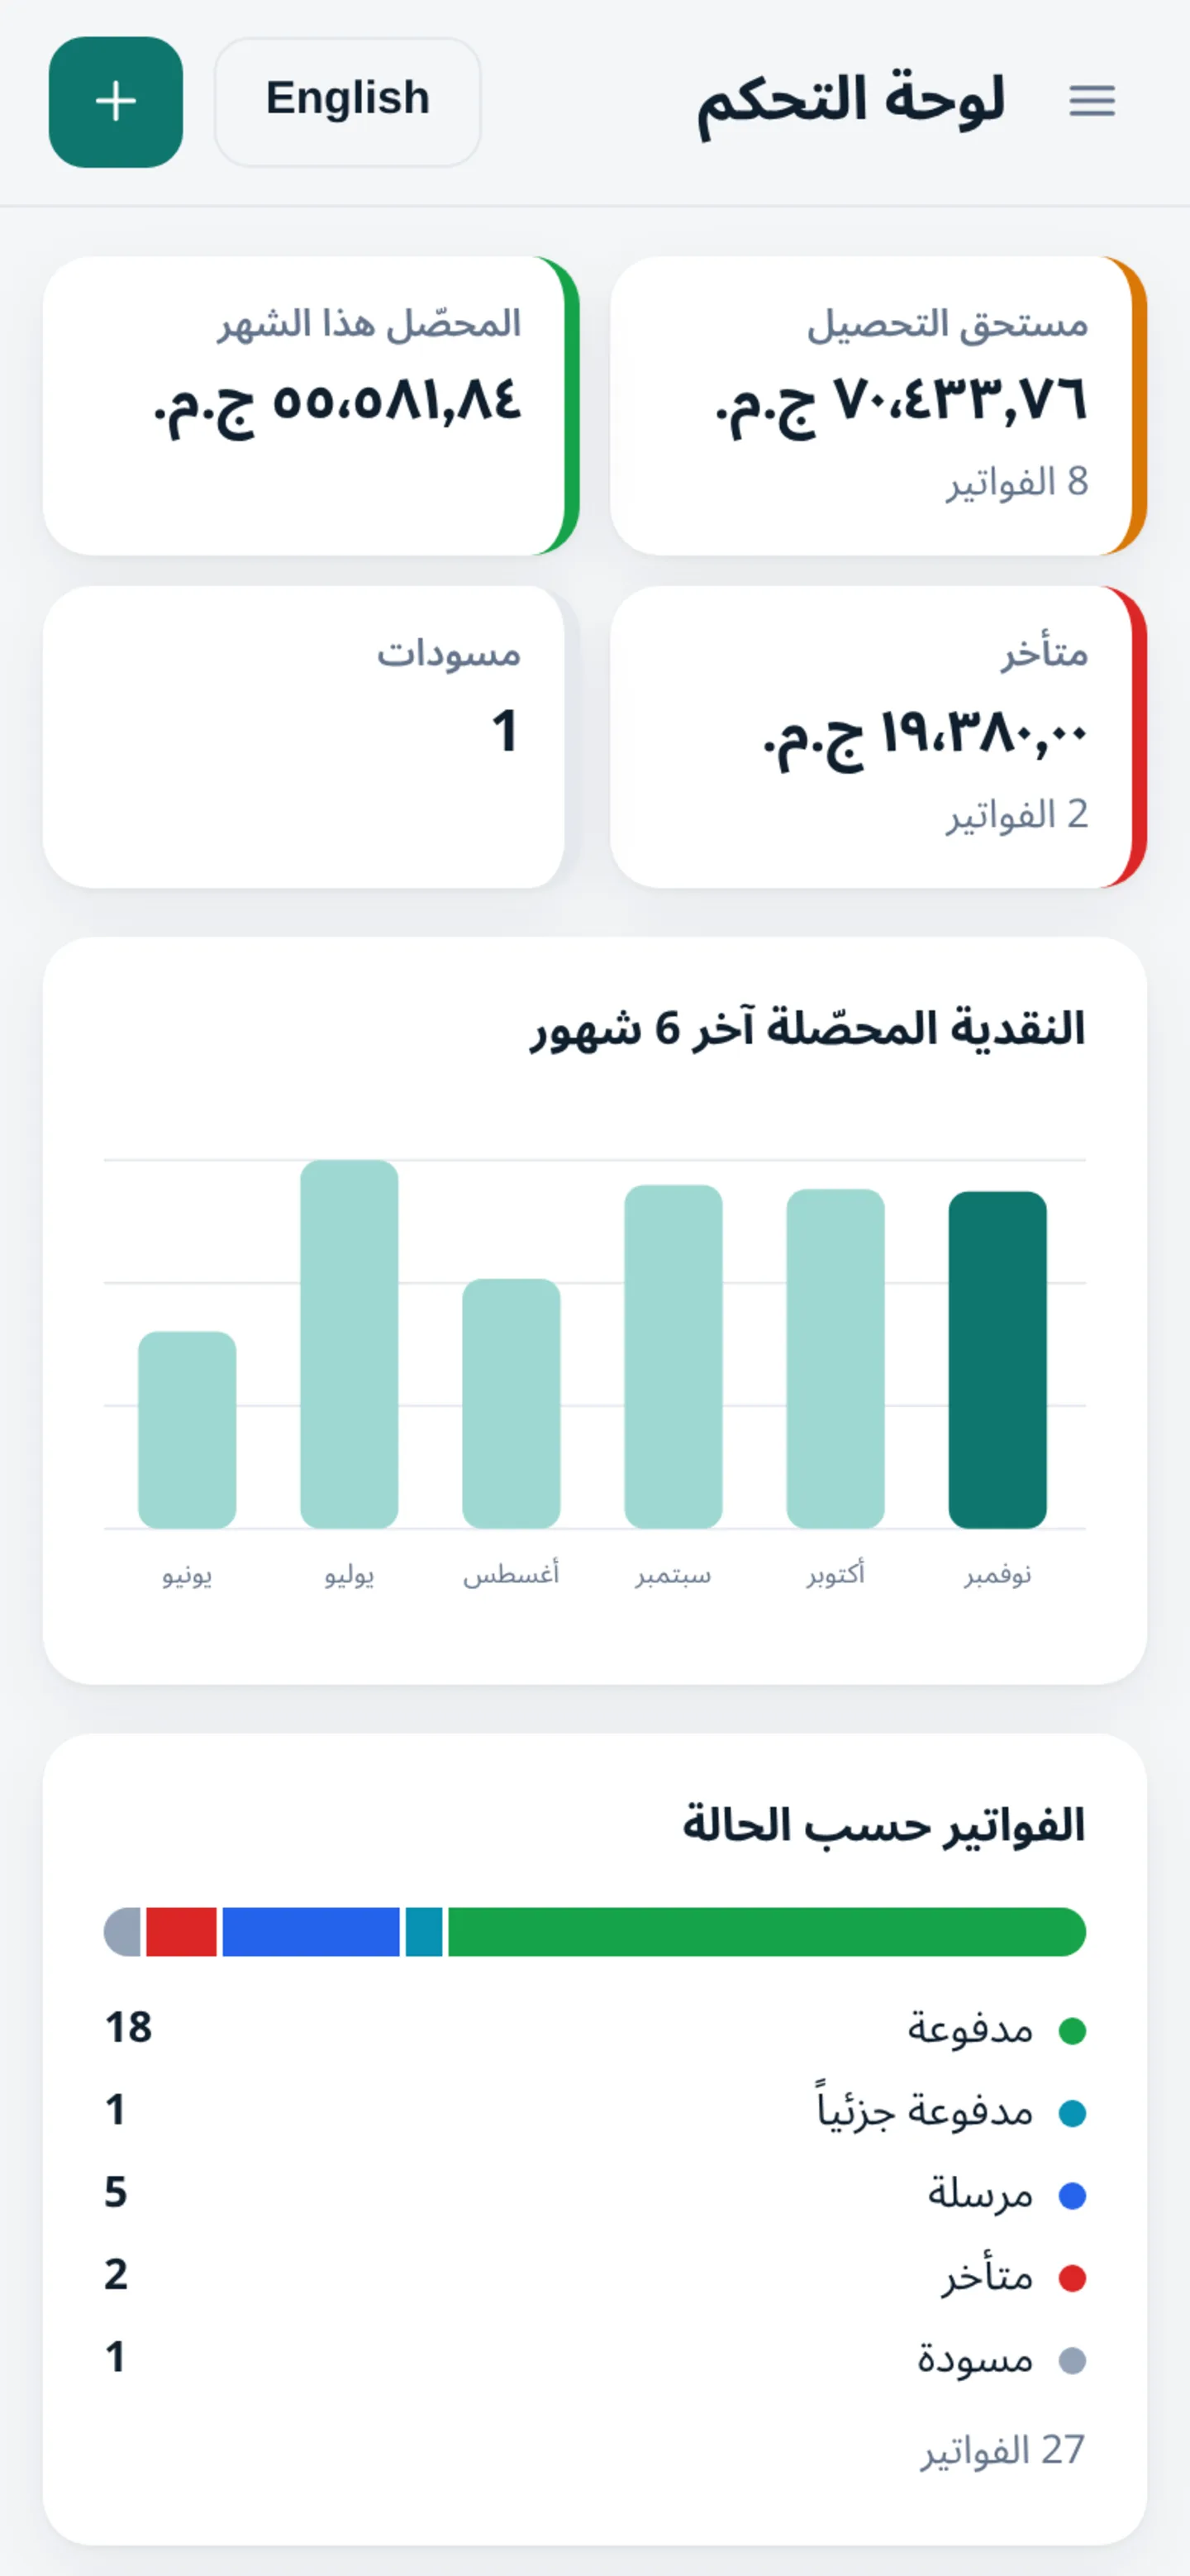 لوحة التحكم
English
مستحق التحصيل
٧٠،٤٣٣,٧٦ ج.م.
8 الفواتير
المحصّل هذا الشهر
٥٥،٥٨١,٨٤ ج.م.
متأخر
١٩،٣٨٠,٠٠ ج.م.
2 الفواتير
مسودات
1
النقدية المحصّلة آخر 6 شهور
نوفمبر
أكتوبر
سبتمبر
أغسطس
يوليو
يونيو
الفواتير حسب الحالة
مدفوعة 18
مدفوعة جزئياً 1
مرسلة 5
متأخر 2
مسودة 1
27 الفواتير